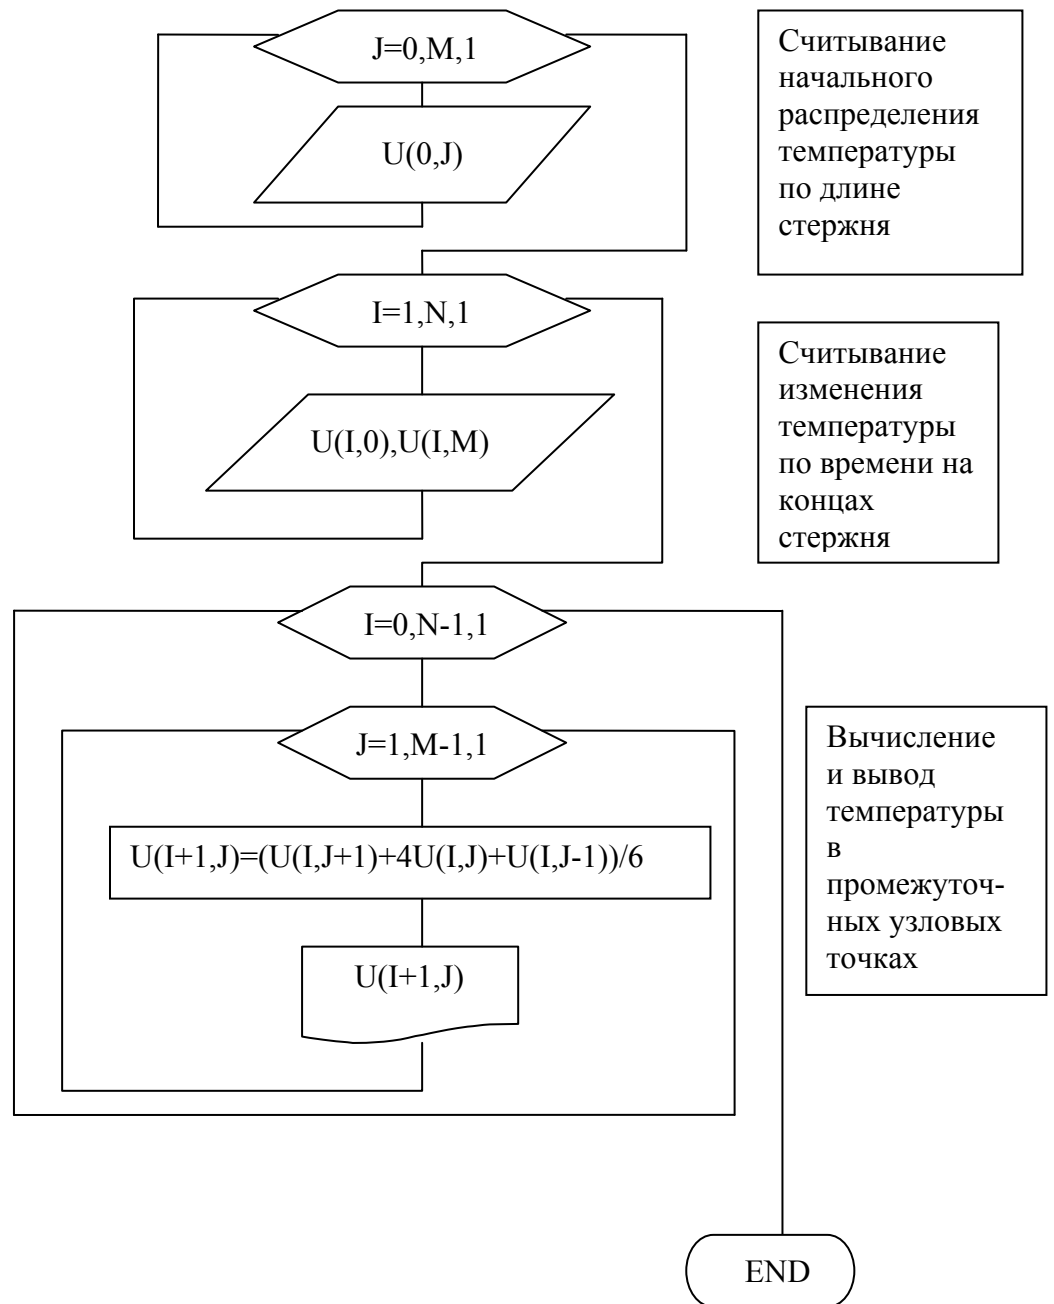 J=0,M,1
U(0,J)
Считывание
начального
распределения
температуры
по длине
стержня
I=1,N,1
U(I,0),U(I,M)
Считывание
изменения
температуры
по времени на
концах
стержня
I=0,N-1,1
J=1,M-1,1
U(I+1,J)=(U(I,J+1)+4U(I,J)+U(I,J-1))/6
U(I+1,J)
Вычисление
и вывод
температуры
в
промежуточ-
ных узловых
точках
END